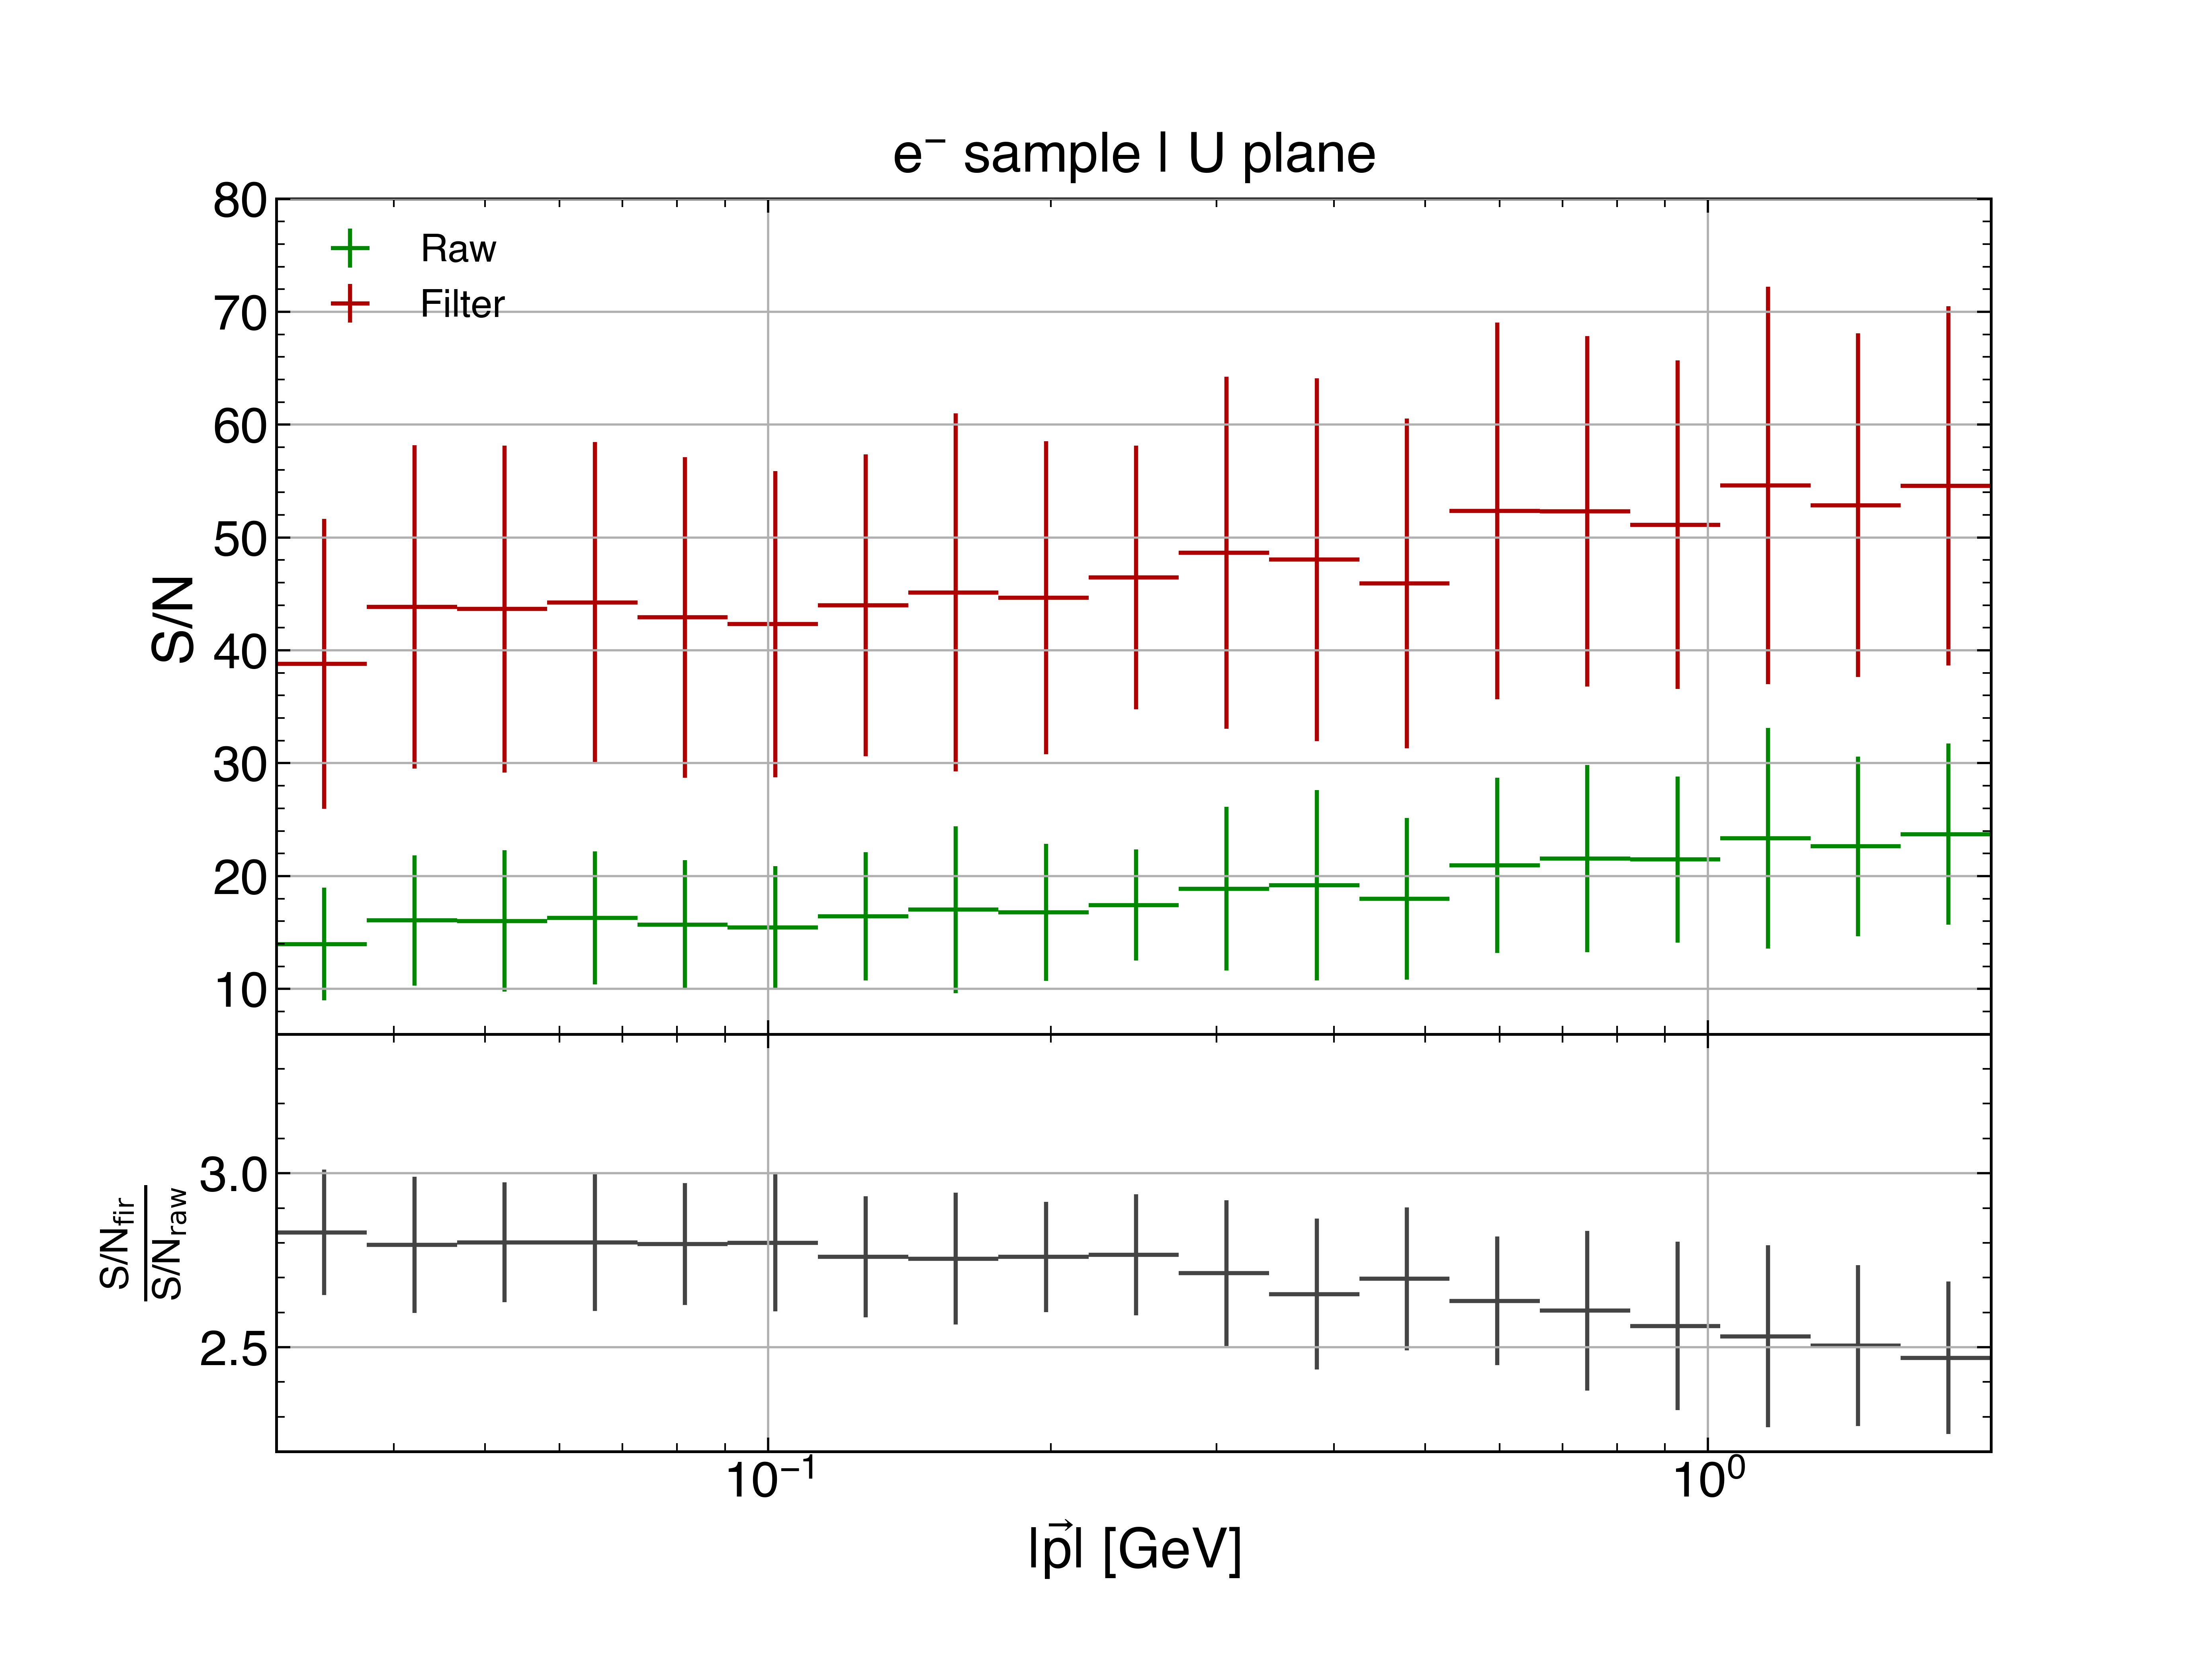 e⁻ sample | U plane
80
70
60
50
40
30
20
10
S/N
Raw
Filter
3.0
2.5
S/N_fir
S/N_raw
10⁻¹
10⁰
|p⃗| [GeV]